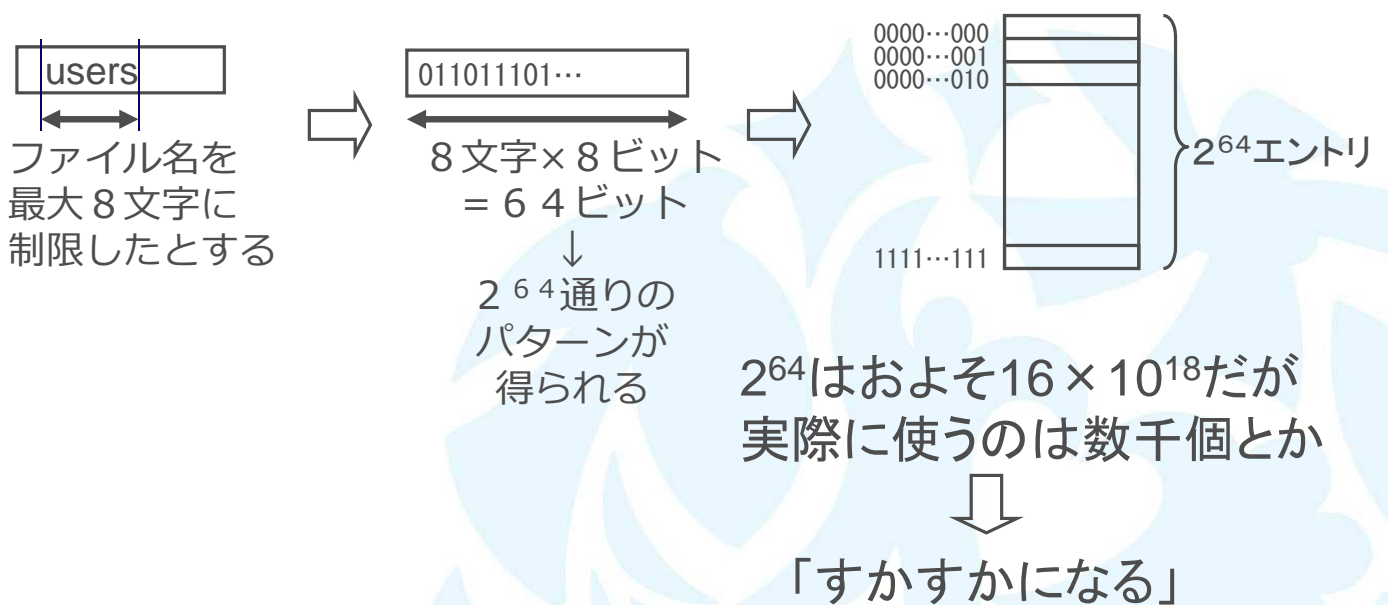 users
ファイル名を
最大８文字に
制限したとする
011011101…
８文字×８ビット
=６４ビット
↓
２⁶⁴通りの
パターンが
得られる
0000…000
0000…001
0000…010
1111…111
2⁶⁴エントリ
2⁶⁴はおよそ16×10¹⁸だが
実際に使うのは数千個とか
「すかすかになる」